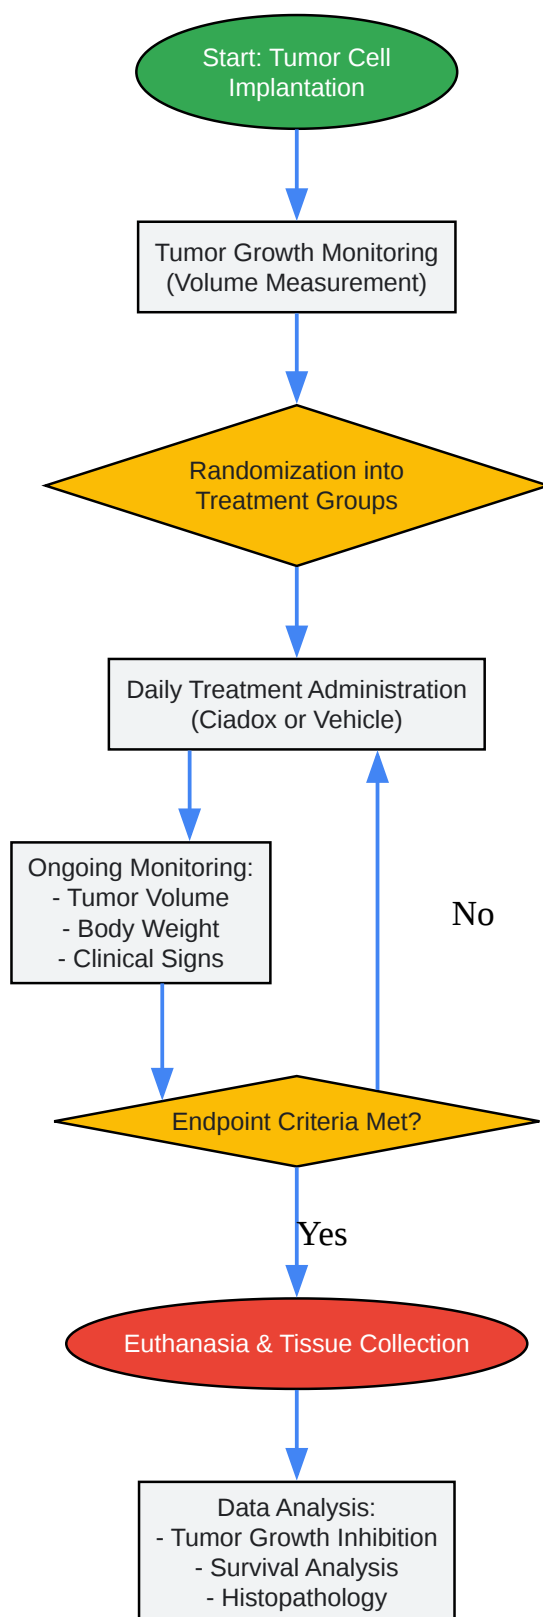 Start: Tumor Cell
Implantation
Tumor Growth Monitoring
(Volume Measurement)
Randomization into
Treatment Groups
Daily Treatment Administration
(Ciadox or Vehicle)
Ongoing Monitoring:
- Tumor Volume
- Body Weight
- Clinical Signs
No
Endpoint Criteria Met?
Yes
Euthanasia & Tissue Collection
Data Analysis:
- Tumor Growth Inhibition
- Survival Analysis
- Histopathology